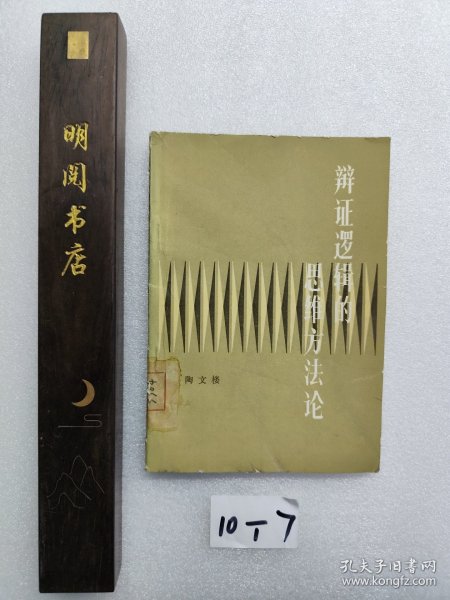 明阅书店
辩证逻辑的
思维方法论
陶文楼
10-7
孔夫子旧书网
www.kongfz.com